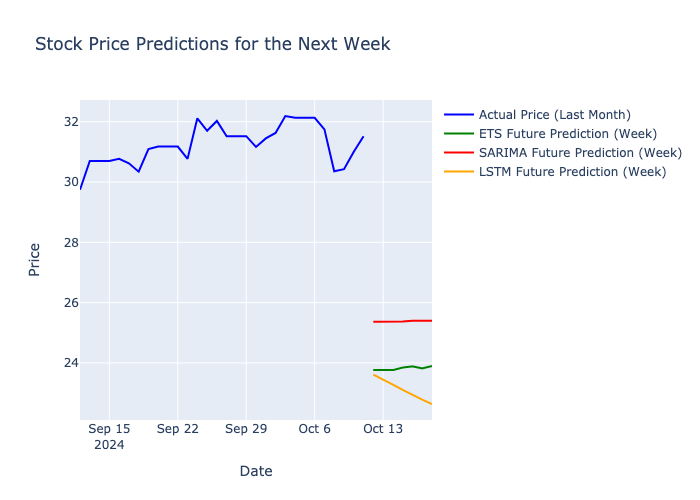 Stock Price Predictions for the Next Week
Actual Price (Last Month)
ETS Future Prediction (Week)
SARIMA Future Prediction (Week)
LSTM Future Prediction (Week)
32
30
28
26
24
Price
Sep 15
2024
Sep 22
Sep 29
Oct 6
Oct 13
Date